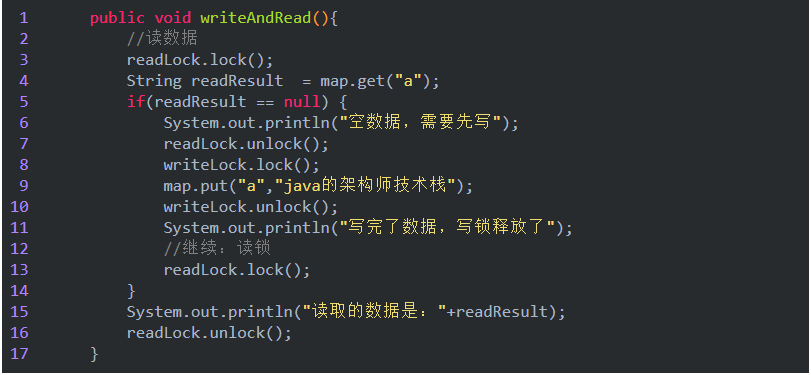 1 public void writeAndRead(){
2 //读数据
3 readLock.lock();
4 String readResult  = map.get("a");
5 if(readResult == null) {
6 System.out.println("空数据，需要先写");
7 readLock.unlock();
8 writeLock.lock();
9 map.put("a","java的架构师技术栈");
10 writeLock.unlock();
11 System.out.println("写完了数据，写锁释放了");
12 //继续：读锁
13 readLock.lock();
14 }
15 System.out.println("读取的数据是："+readResult);
16 readLock.unlock();
17 }